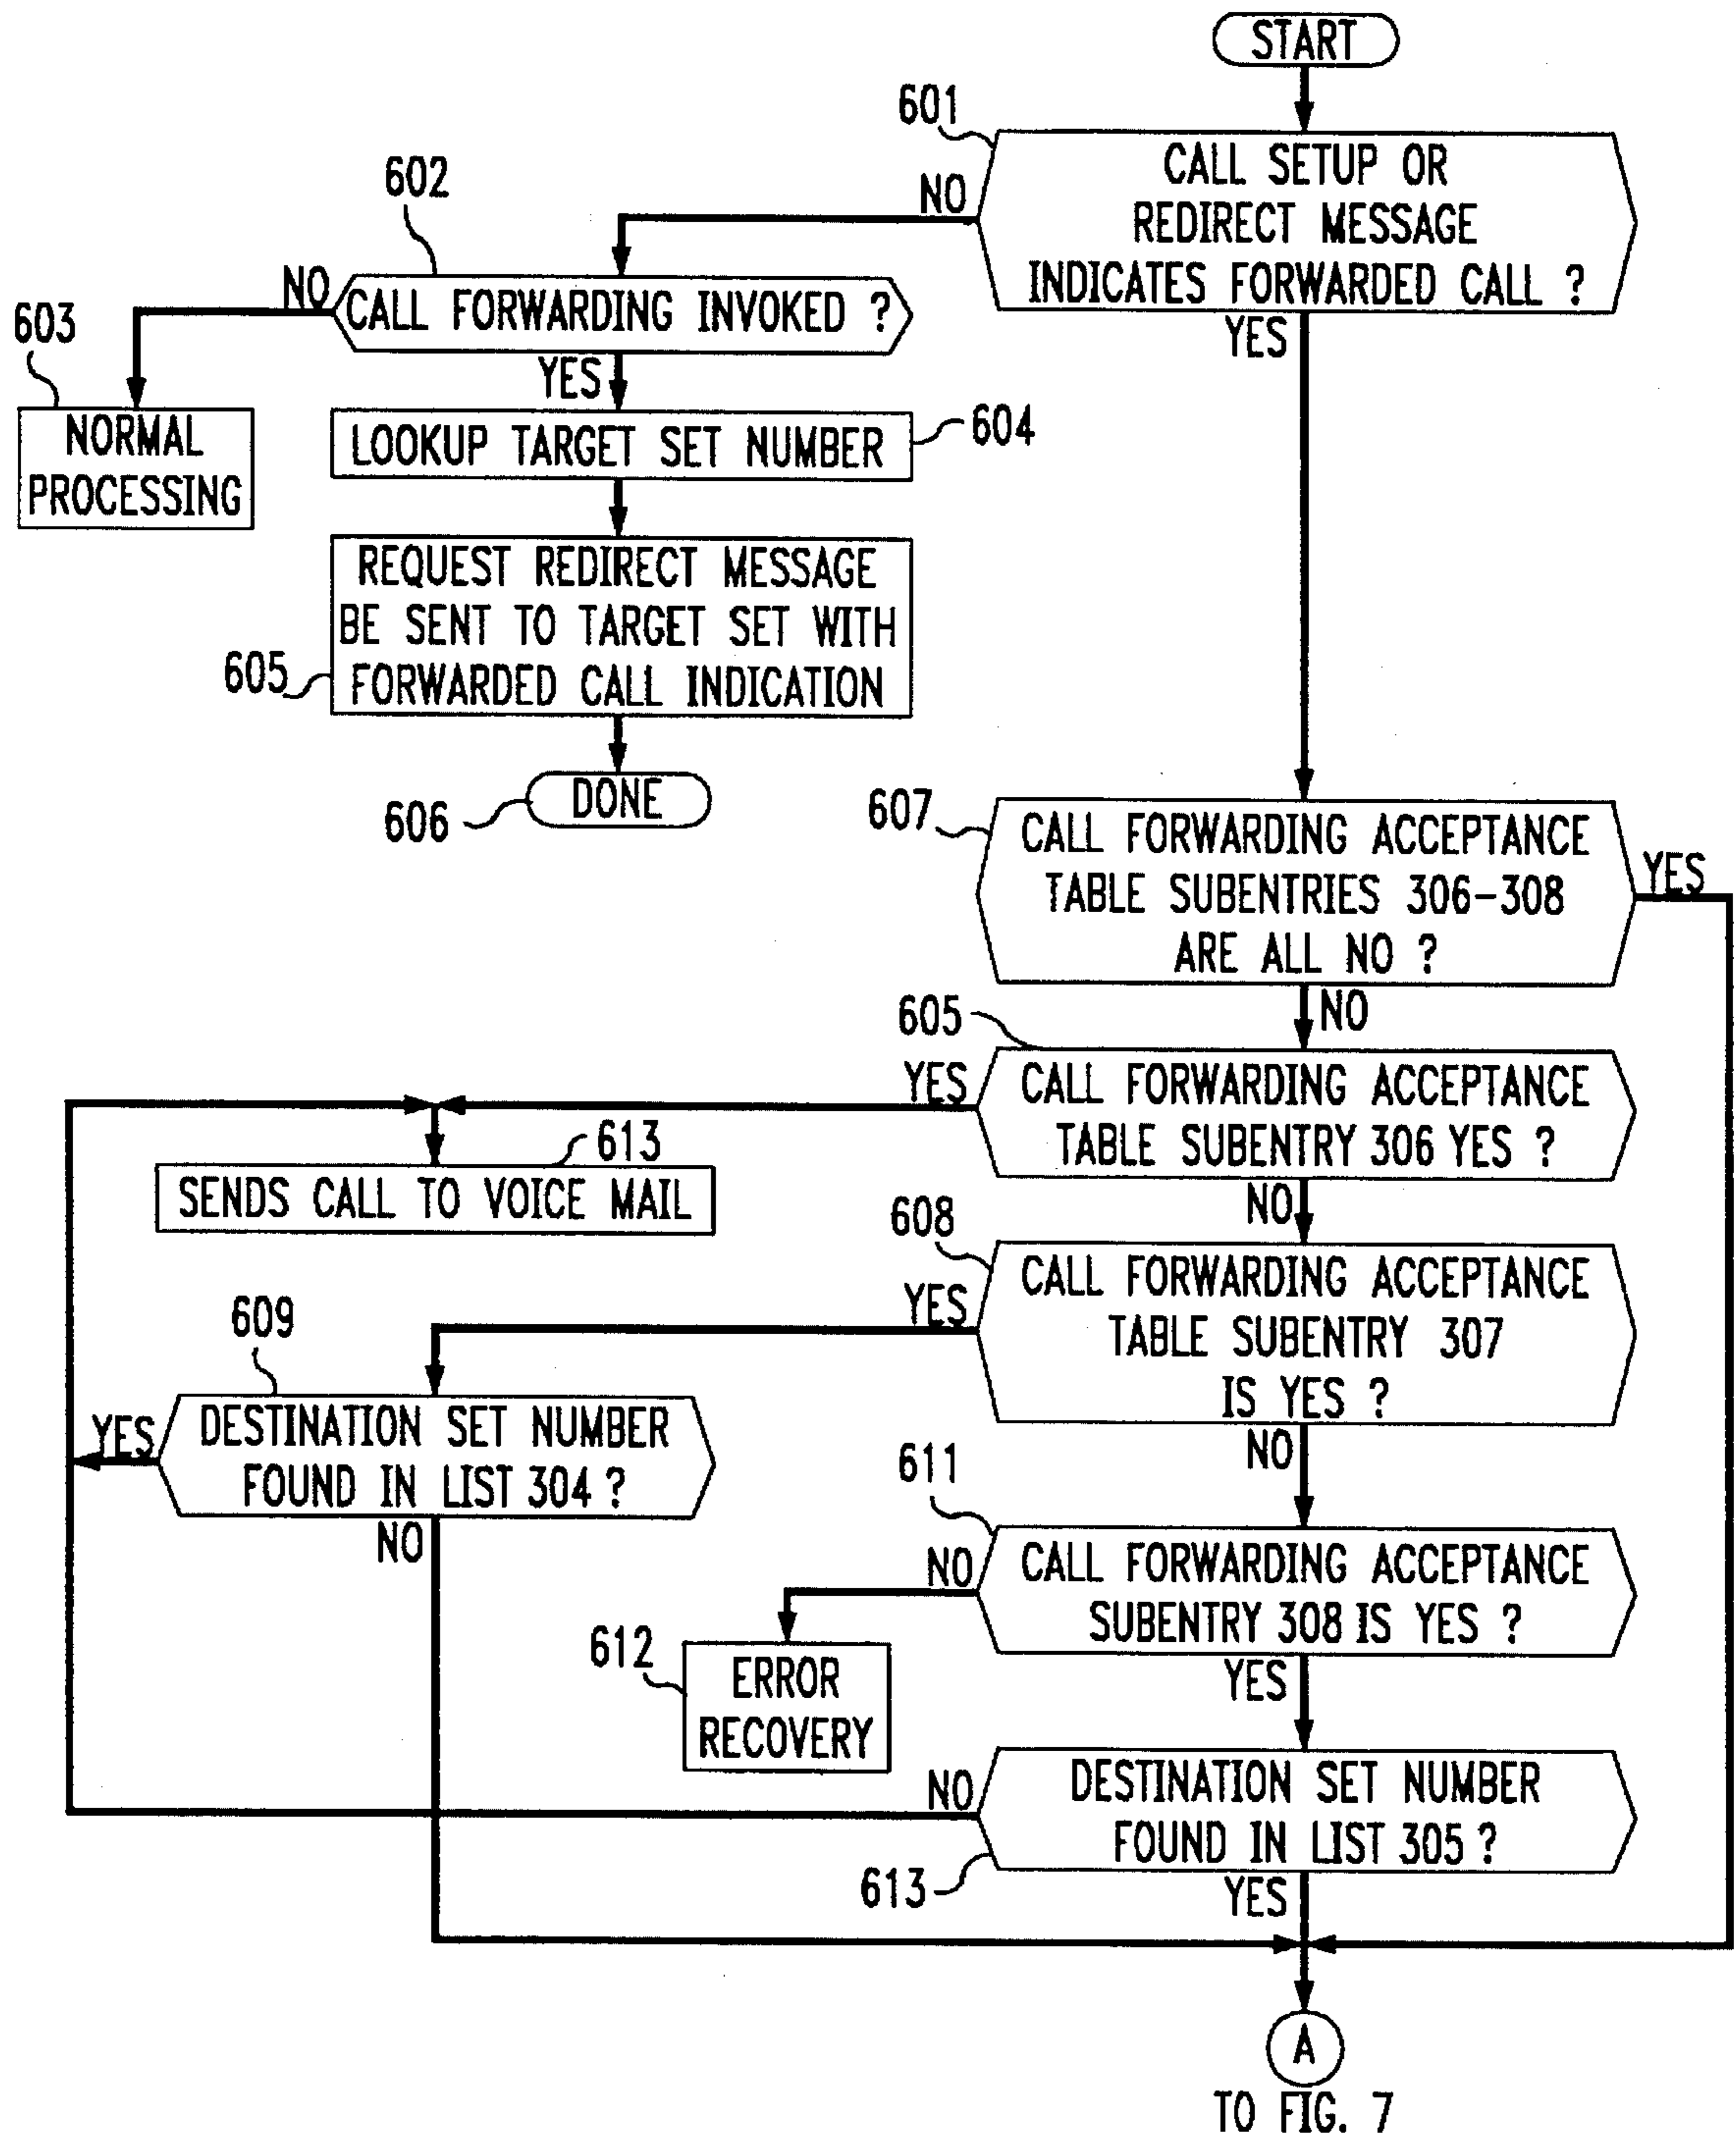 START
601
CALL SETUP OR
REDIRECT MESSAGE
INDICATES FORWARDED CALL ?
NO
YES
602
CALL FORWARDING INVOKED ?
NO
YES
603
NORMAL
PROCESSING
LOOKUP TARGET SET NUMBER
604
REQUEST REDIRECT MESSAGE
BE SENT TO TARGET SET WITH
FORWARDED CALL INDICATION
605
DONE
606
607
CALL FORWARDING ACCEPTANCE
TABLE SUBENTRIES 306-308
ARE ALL NO ?
YES
NO
605
CALL FORWARDING ACCEPTANCE
TABLE SUBENTRY 306 YES ?
YES
NO
613
SENDS CALL TO VOICE MAIL
608
CALL FORWARDING ACCEPTANCE
TABLE SUBENTRY 307
IS YES ?
YES
NO
609
DESTINATION SET NUMBER
FOUND IN LIST 304 ?
YES
NO
611
CALL FORWARDING ACCEPTANCE
SUBENTRY 308 IS YES ?
NO
YES
612
ERROR
RECOVERY
DESTINATION SET NUMBER
FOUND IN LIST 305 ?
NO
613
YES
A
TO FIG. 7